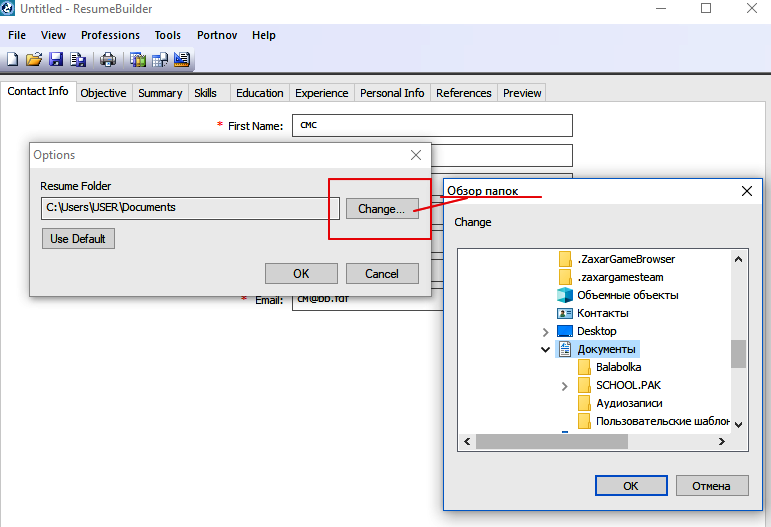 Untitled - ResumeBuilder
File View Professions Tools Portnov Help
Contact Info Objective Summary Skills Education Experience Personal Info References Preview
* First Name: CMC
Options
Resume Folder
C:\Users\USER\Documents
Change...
Use Default
OK Cancel
* Email: CM@bb.fdf
Обзор папок
Change
.ZaxarGameBrowser
.zaxargamesteam
Объемные объекты
Контакты
Desktop
Документы
Balabolka
SCHOOL.PAK
Аудиозаписи
Пользовательские шаблон
OK Отмена